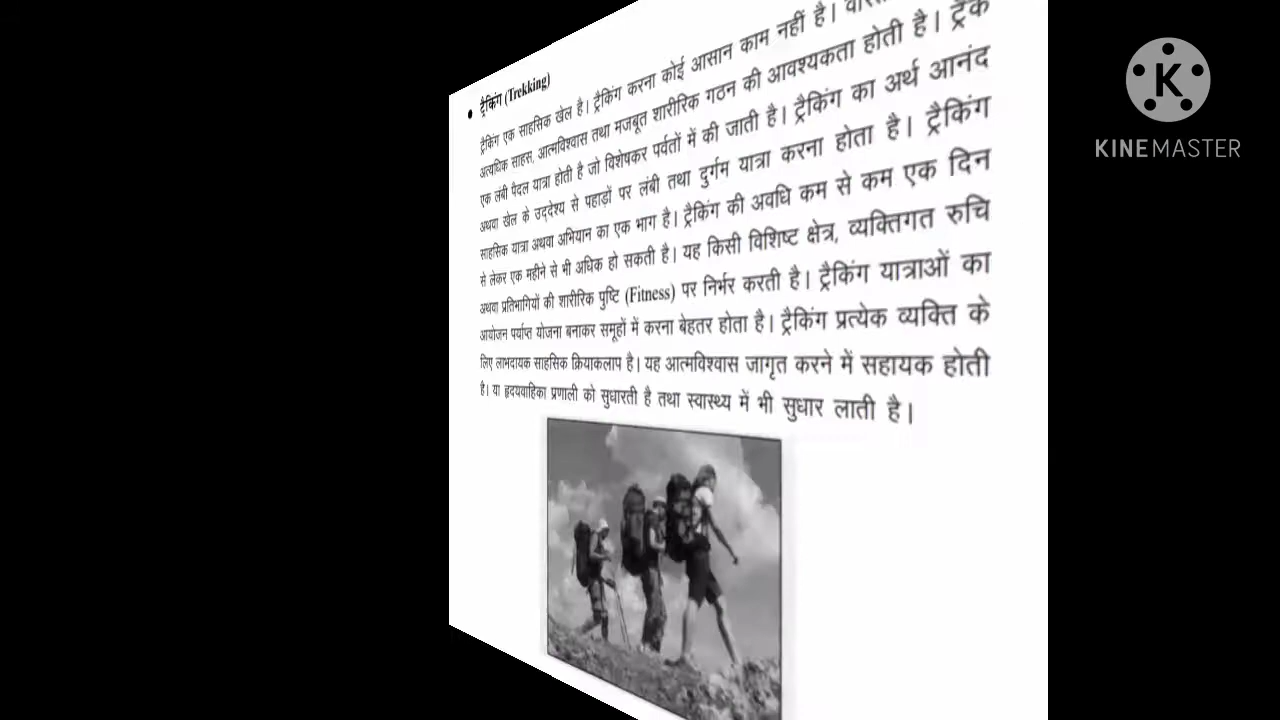 • ट्रैकिंग (Trekking)
ट्रैकिंग एक साहसिक खेल है। ट्रैकिंग करना कोई आसान काम नहीं है।
अत्यधिक साहस, आत्मविश्वास तथा मजबूत शारीरिक गठन की आवश्यकता होती है। ट्रैक
एक लंबी पैदल यात्रा होती है जो विशेषकर पर्वतों में की जाती है। ट्रैकिंग का अर्थ आनंद
अथवा खेल के उद्देश्य से पहाड़ों पर लंबी तथा दुर्गम यात्रा करना होता है। ट्रैकिंग
साहसिक यात्रा अथवा अभियान का एक भाग है। ट्रैकिंग की अवधि कम से कम एक दिन
से लेकर एक महीने से भी अधिक हो सकती है। यह किसी विशिष्ट क्षेत्र, व्यक्तिगत रुचि
अथवा प्रतिभागियों की शारीरिक पुष्टि (Fitness) पर निर्भर करती है। ट्रैकिंग यात्राओं का
आयोजन पर्याप्त योजना बनाकर समूहों में करना बेहतर होता है। ट्रैकिंग प्रत्येक व्यक्ति के
लिए लाभदायक साहसिक क्रियाकलाप है। यह आत्मविश्वास जागृत करने में सहायक होती
है। या हृदयवाहिका प्रणाली को सुधारती है तथा स्वास्थ्य में भी सुधार लाती है।
K
KINEMASTER